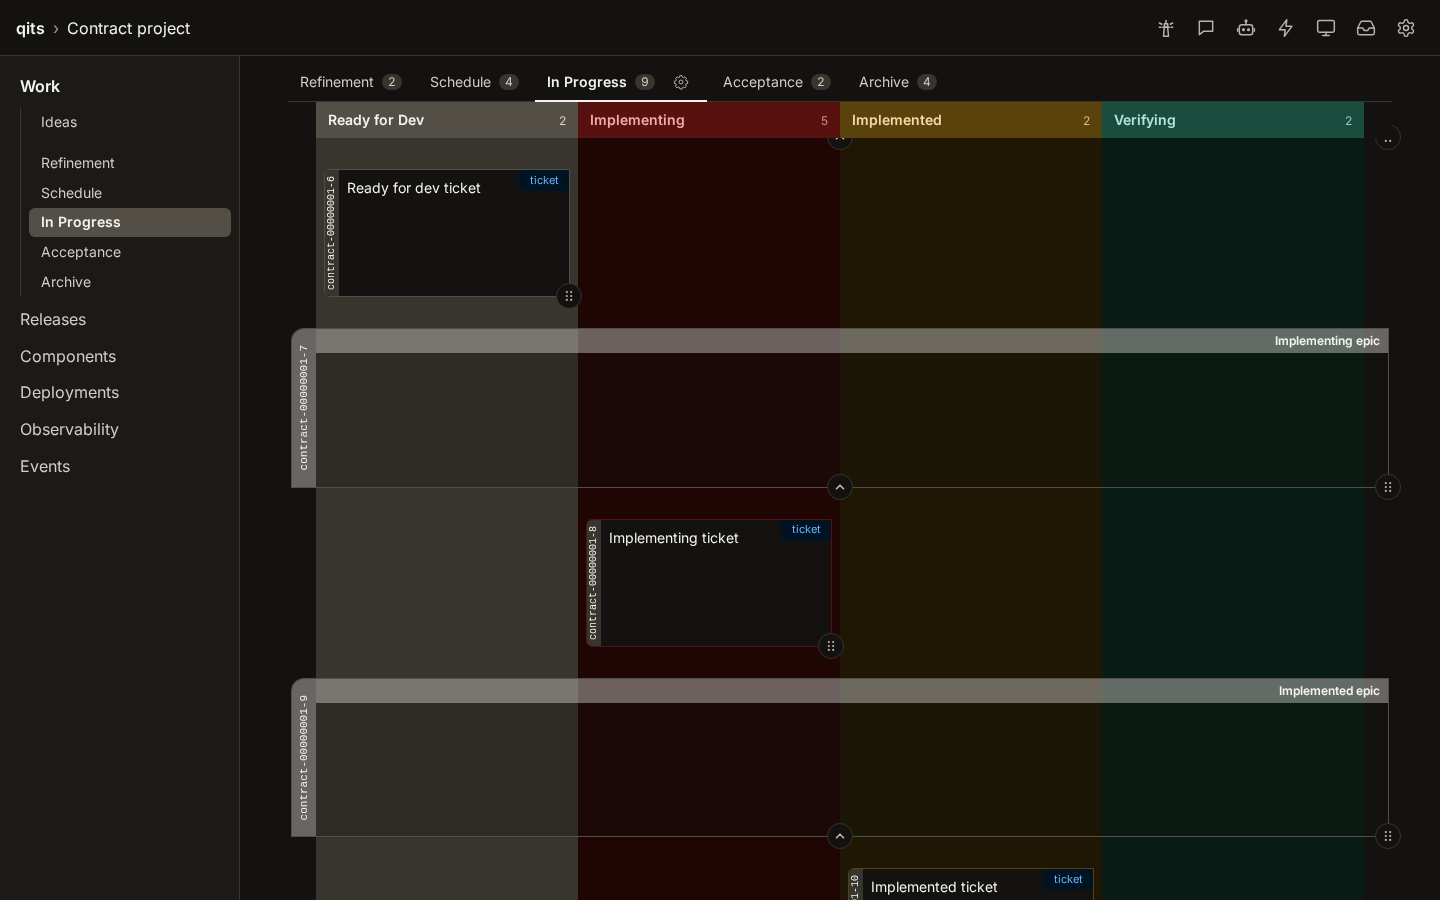 qits › Contract project
Work
Ideas
Refinement
Schedule
In Progress
Acceptance
Archive
Releases
Components
Deployments
Observability
Events
Refinement 2
Schedule 4
In Progress 9
Acceptance 2
Archive 4
Ready for Dev 2
Implementing 5
Implemented 2
Verifying 2
contract-00000001-6
Ready for dev ticket
ticket
contract-00000001-7
Implementing epic
contract-00000001-8
Implementing ticket
ticket
contract-00000001-9
Implemented epic
1-10
Implemented ticket
ticket